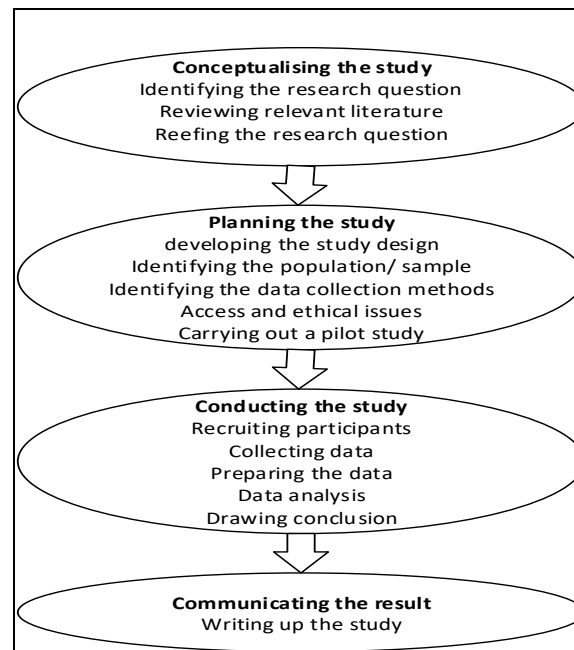 Conceptualising the study
Identifying the research question
Reviewing relevant literature
Reefing the research question
Planning the study
developing the study design
Identifying the population/ sample
Identifying the data collection methods
Access and ethical issues
Carrying out a pilot study
Conducting the study
Recruiting participants
Collecting data
Preparing the data
Data analysis
Drawing conclusion
Communicating the result
Writing up the study